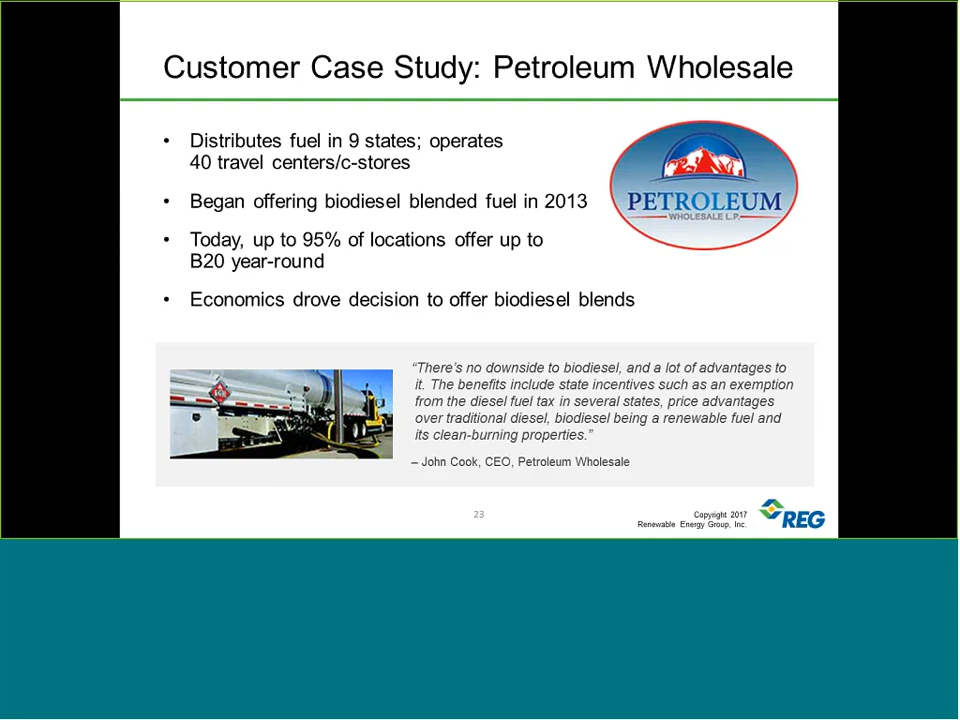 Customer Case Study: Petroleum Wholesale
• Distributes fuel in 9 states; operates
40 travel centers/c-stores
• Began offering biodiesel blended fuel in 2013
• Today, up to 95% of locations offer up to
B20 year-round
• Economics drove decision to offer biodiesel blends
PETROLEUM
WHOLESALE L.P.
“There’s no downside to biodiesel, and a lot of advantages to
it. The benefits include state incentives such as an exemption
from the diesel fuel tax in several states, price advantages
over traditional diesel, biodiesel being a renewable fuel and
its clean-burning properties.”
– John Cook, CEO, Petroleum Wholesale
23
Copyright 2017
Renewable Energy Group, Inc.
REG